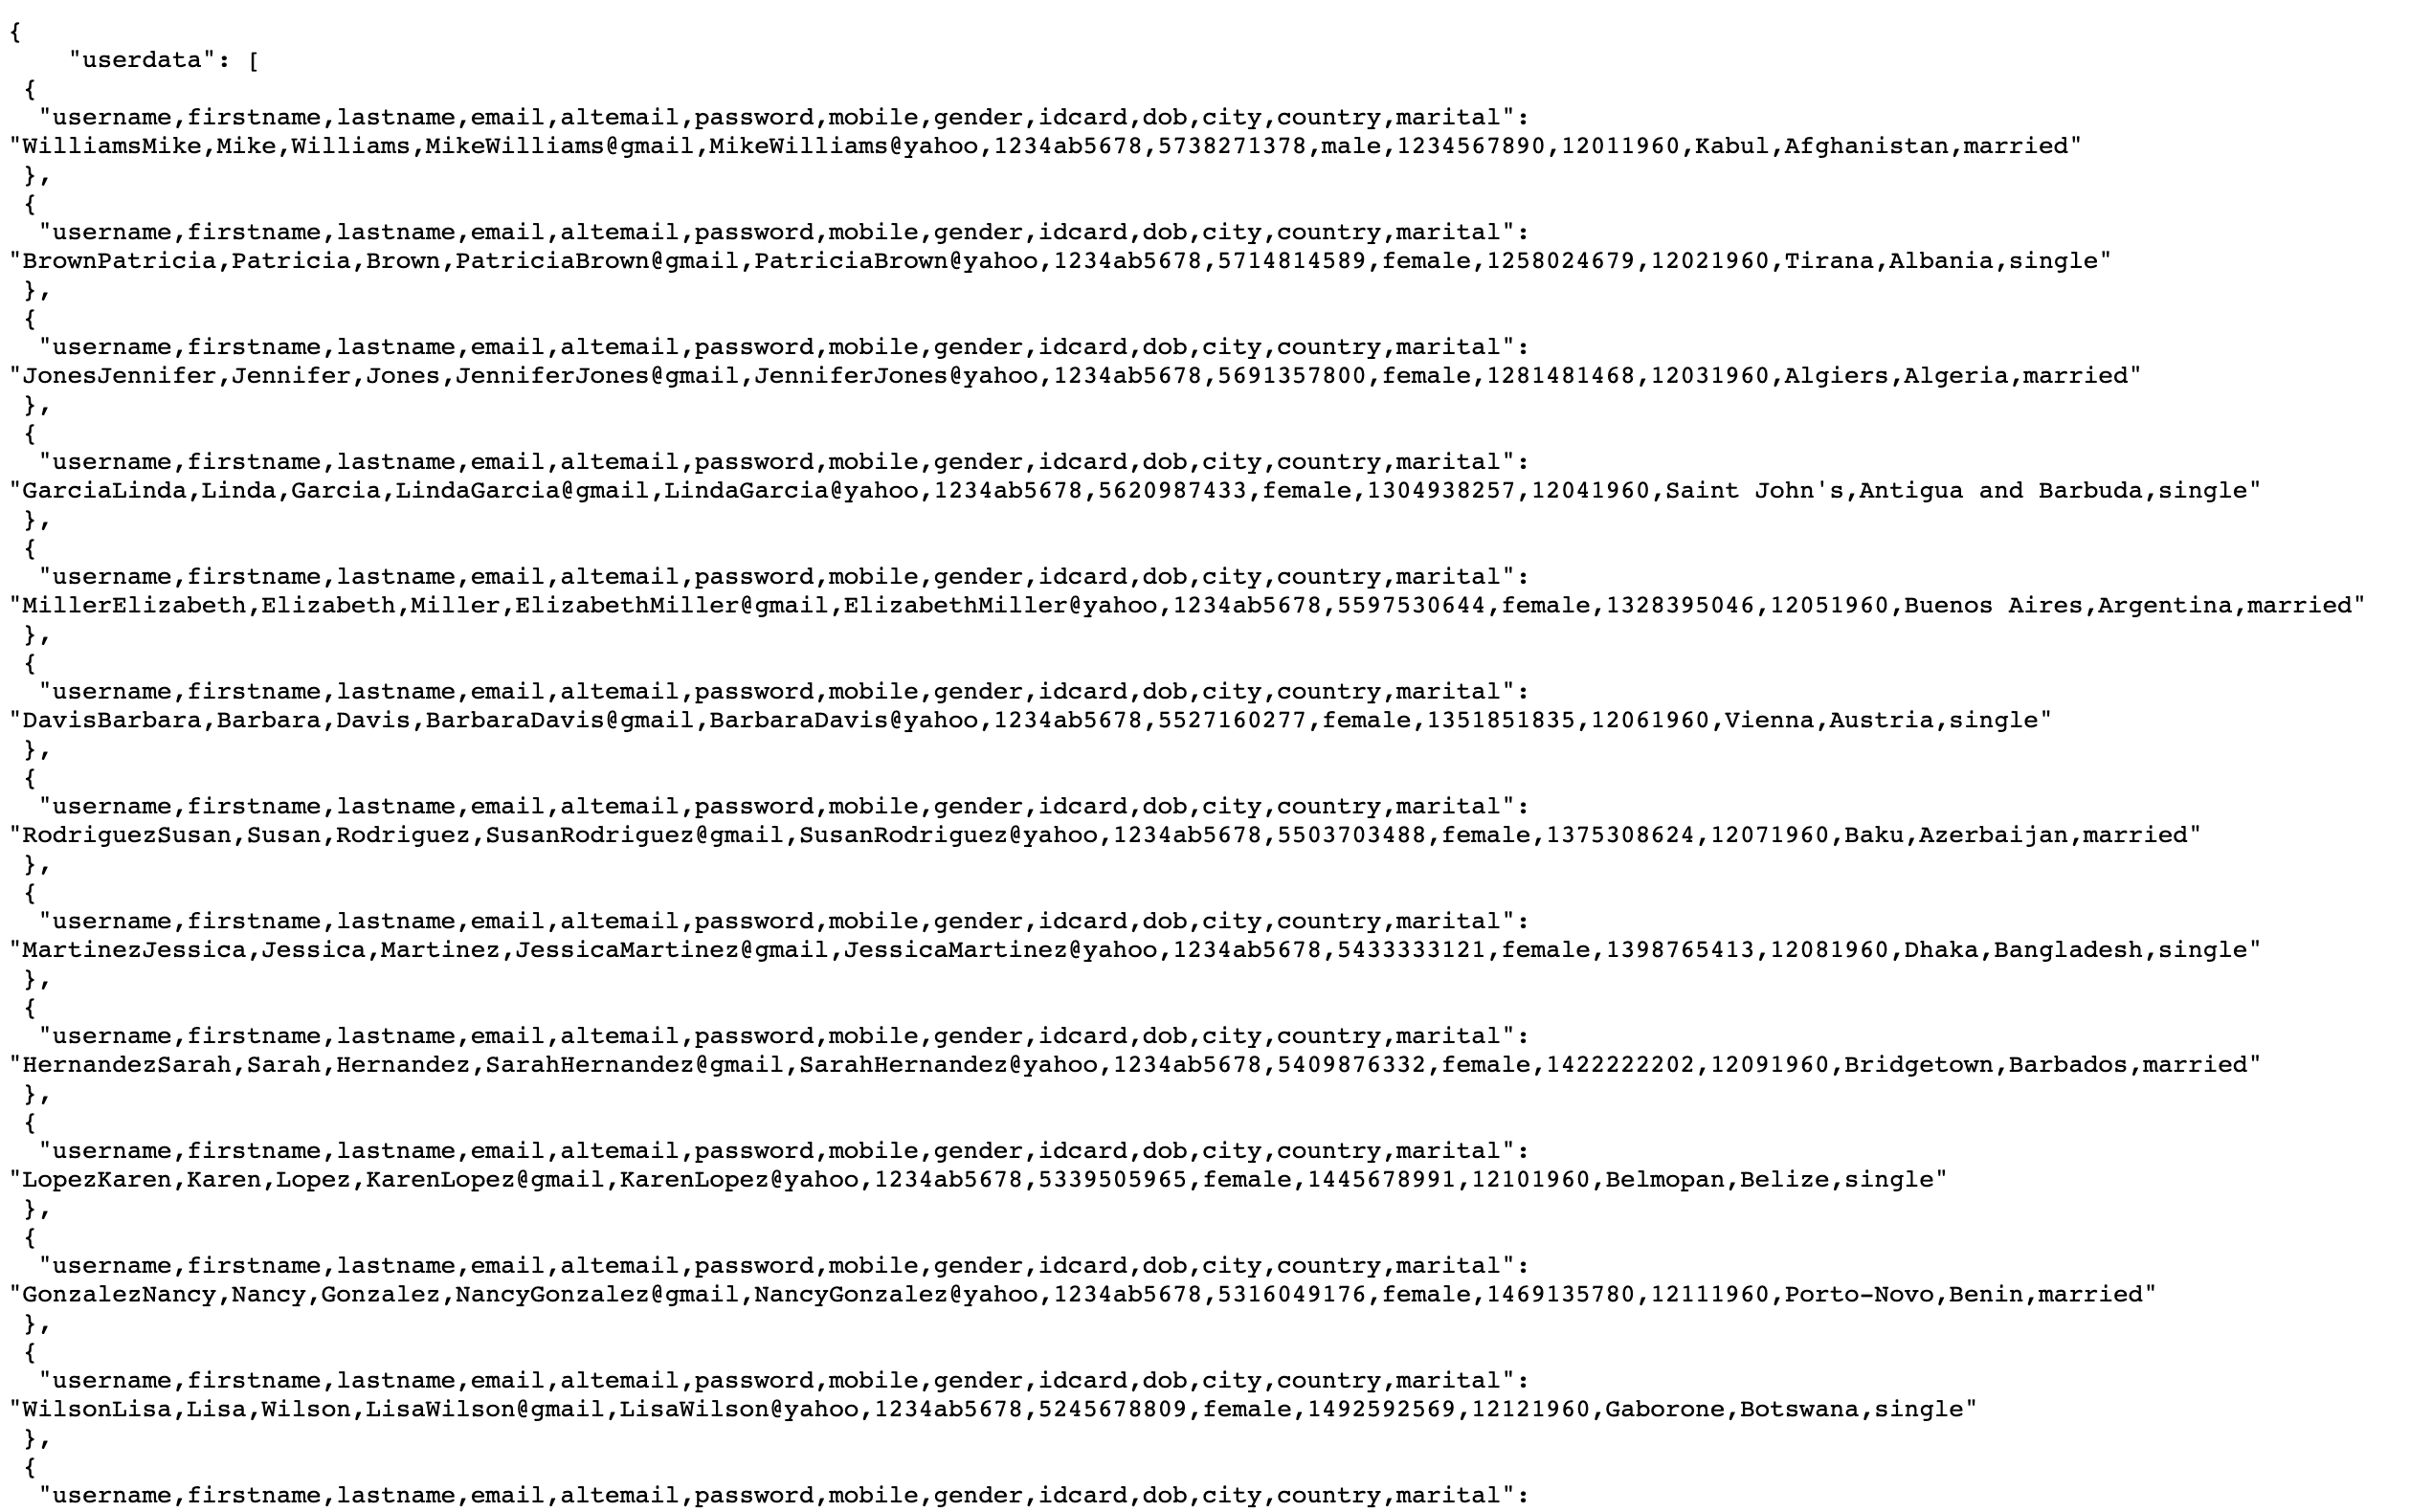 {
    "userdata": [
 {
  "username,firstname,lastname,email,altemail,password,mobile,gender,idcard,dob,city,country,marital":
"WilliamsMike,Mike,Williams,MikeWilliams@gmail,MikeWilliams@yahoo,1234ab5678,5738271378,male,1234567890,12011960,Kabul,Afghanistan,married"
 },
 {
  "username,firstname,lastname,email,altemail,password,mobile,gender,idcard,dob,city,country,marital":
"BrownPatricia,Patricia,Brown,PatriciaBrown@gmail,PatriciaBrown@yahoo,1234ab5678,5714814589,female,1258024679,12021960,Tirana,Albania,single"
 },
 {
  "username,firstname,lastname,email,altemail,password,mobile,gender,idcard,dob,city,country,marital":
"JonesJennifer,Jennifer,Jones,JenniferJones@gmail,JenniferJones@yahoo,1234ab5678,5691357800,female,1281481468,12031960,Algiers,Algeria,married"
 },
 {
  "username,firstname,lastname,email,altemail,password,mobile,gender,idcard,dob,city,country,marital":
"GarciaLinda,Linda,Garcia,LindaGarcia@gmail,LindaGarcia@yahoo,1234ab5678,5620987433,female,1304938257,12041960,Saint John's,Antigua and Barbuda,single"
 },
 {
  "username,firstname,lastname,email,altemail,password,mobile,gender,idcard,dob,city,country,marital":
"MillerElizabeth,Elizabeth,Miller,ElizabethMiller@gmail,ElizabethMiller@yahoo,1234ab5678,5597530644,female,1328395046,12051960,Buenos Aires,Argentina,married"
 },
 {
  "username,firstname,lastname,email,altemail,password,mobile,gender,idcard,dob,city,country,marital":
"DavisBarbara,Barbara,Davis,BarbaraDavis@gmail,BarbaraDavis@yahoo,1234ab5678,5527160277,female,1351851835,12061960,Vienna,Austria,single"
 },
 {
  "username,firstname,lastname,email,altemail,password,mobile,gender,idcard,dob,city,country,marital":
"RodriguezSusan,Susan,Rodriguez,SusanRodriguez@gmail,SusanRodriguez@yahoo,1234ab5678,5503703488,female,1375308624,12071960,Baku,Azerbaijan,married"
 },
 {
  "username,firstname,lastname,email,altemail,password,mobile,gender,idcard,dob,city,country,marital":
"MartinezJessica,Jessica,Martinez,JessicaMartinez@gmail,JessicaMartinez@yahoo,1234ab5678,5433333121,female,1398765413,12081960,Dhaka,Bangladesh,single"
 },
 {
  "username,firstname,lastname,email,altemail,password,mobile,gender,idcard,dob,city,country,marital":
"HernandezSarah,Sarah,Hernandez,SarahHernandez@gmail,SarahHernandez@yahoo,1234ab5678,5409876332,female,1422222202,12091960,Bridgetown,Barbados,married"
 },
 {
  "username,firstname,lastname,email,altemail,password,mobile,gender,idcard,dob,city,country,marital":
"LopezKaren,Karen,Lopez,KarenLopez@gmail,KarenLopez@yahoo,1234ab5678,5339505965,female,1445678991,12101960,Belmopan,Belize,single"
 },
 {
  "username,firstname,lastname,email,altemail,password,mobile,gender,idcard,dob,city,country,marital":
"GonzalezNancy,Nancy,Gonzalez,NancyGonzalez@gmail,NancyGonzalez@yahoo,1234ab5678,5316049176,female,1469135780,12111960,Porto-Novo,Benin,married"
 },
 {
  "username,firstname,lastname,email,altemail,password,mobile,gender,idcard,dob,city,country,marital":
"WilsonLisa,Lisa,Wilson,LisaWilson@gmail,LisaWilson@yahoo,1234ab5678,5245678809,female,1492592569,12121960,Gaborone,Botswana,single"
 },
 {
  "username,firstname,lastname,email,altemail,password,mobile,gender,idcard,dob,city,country,marital":